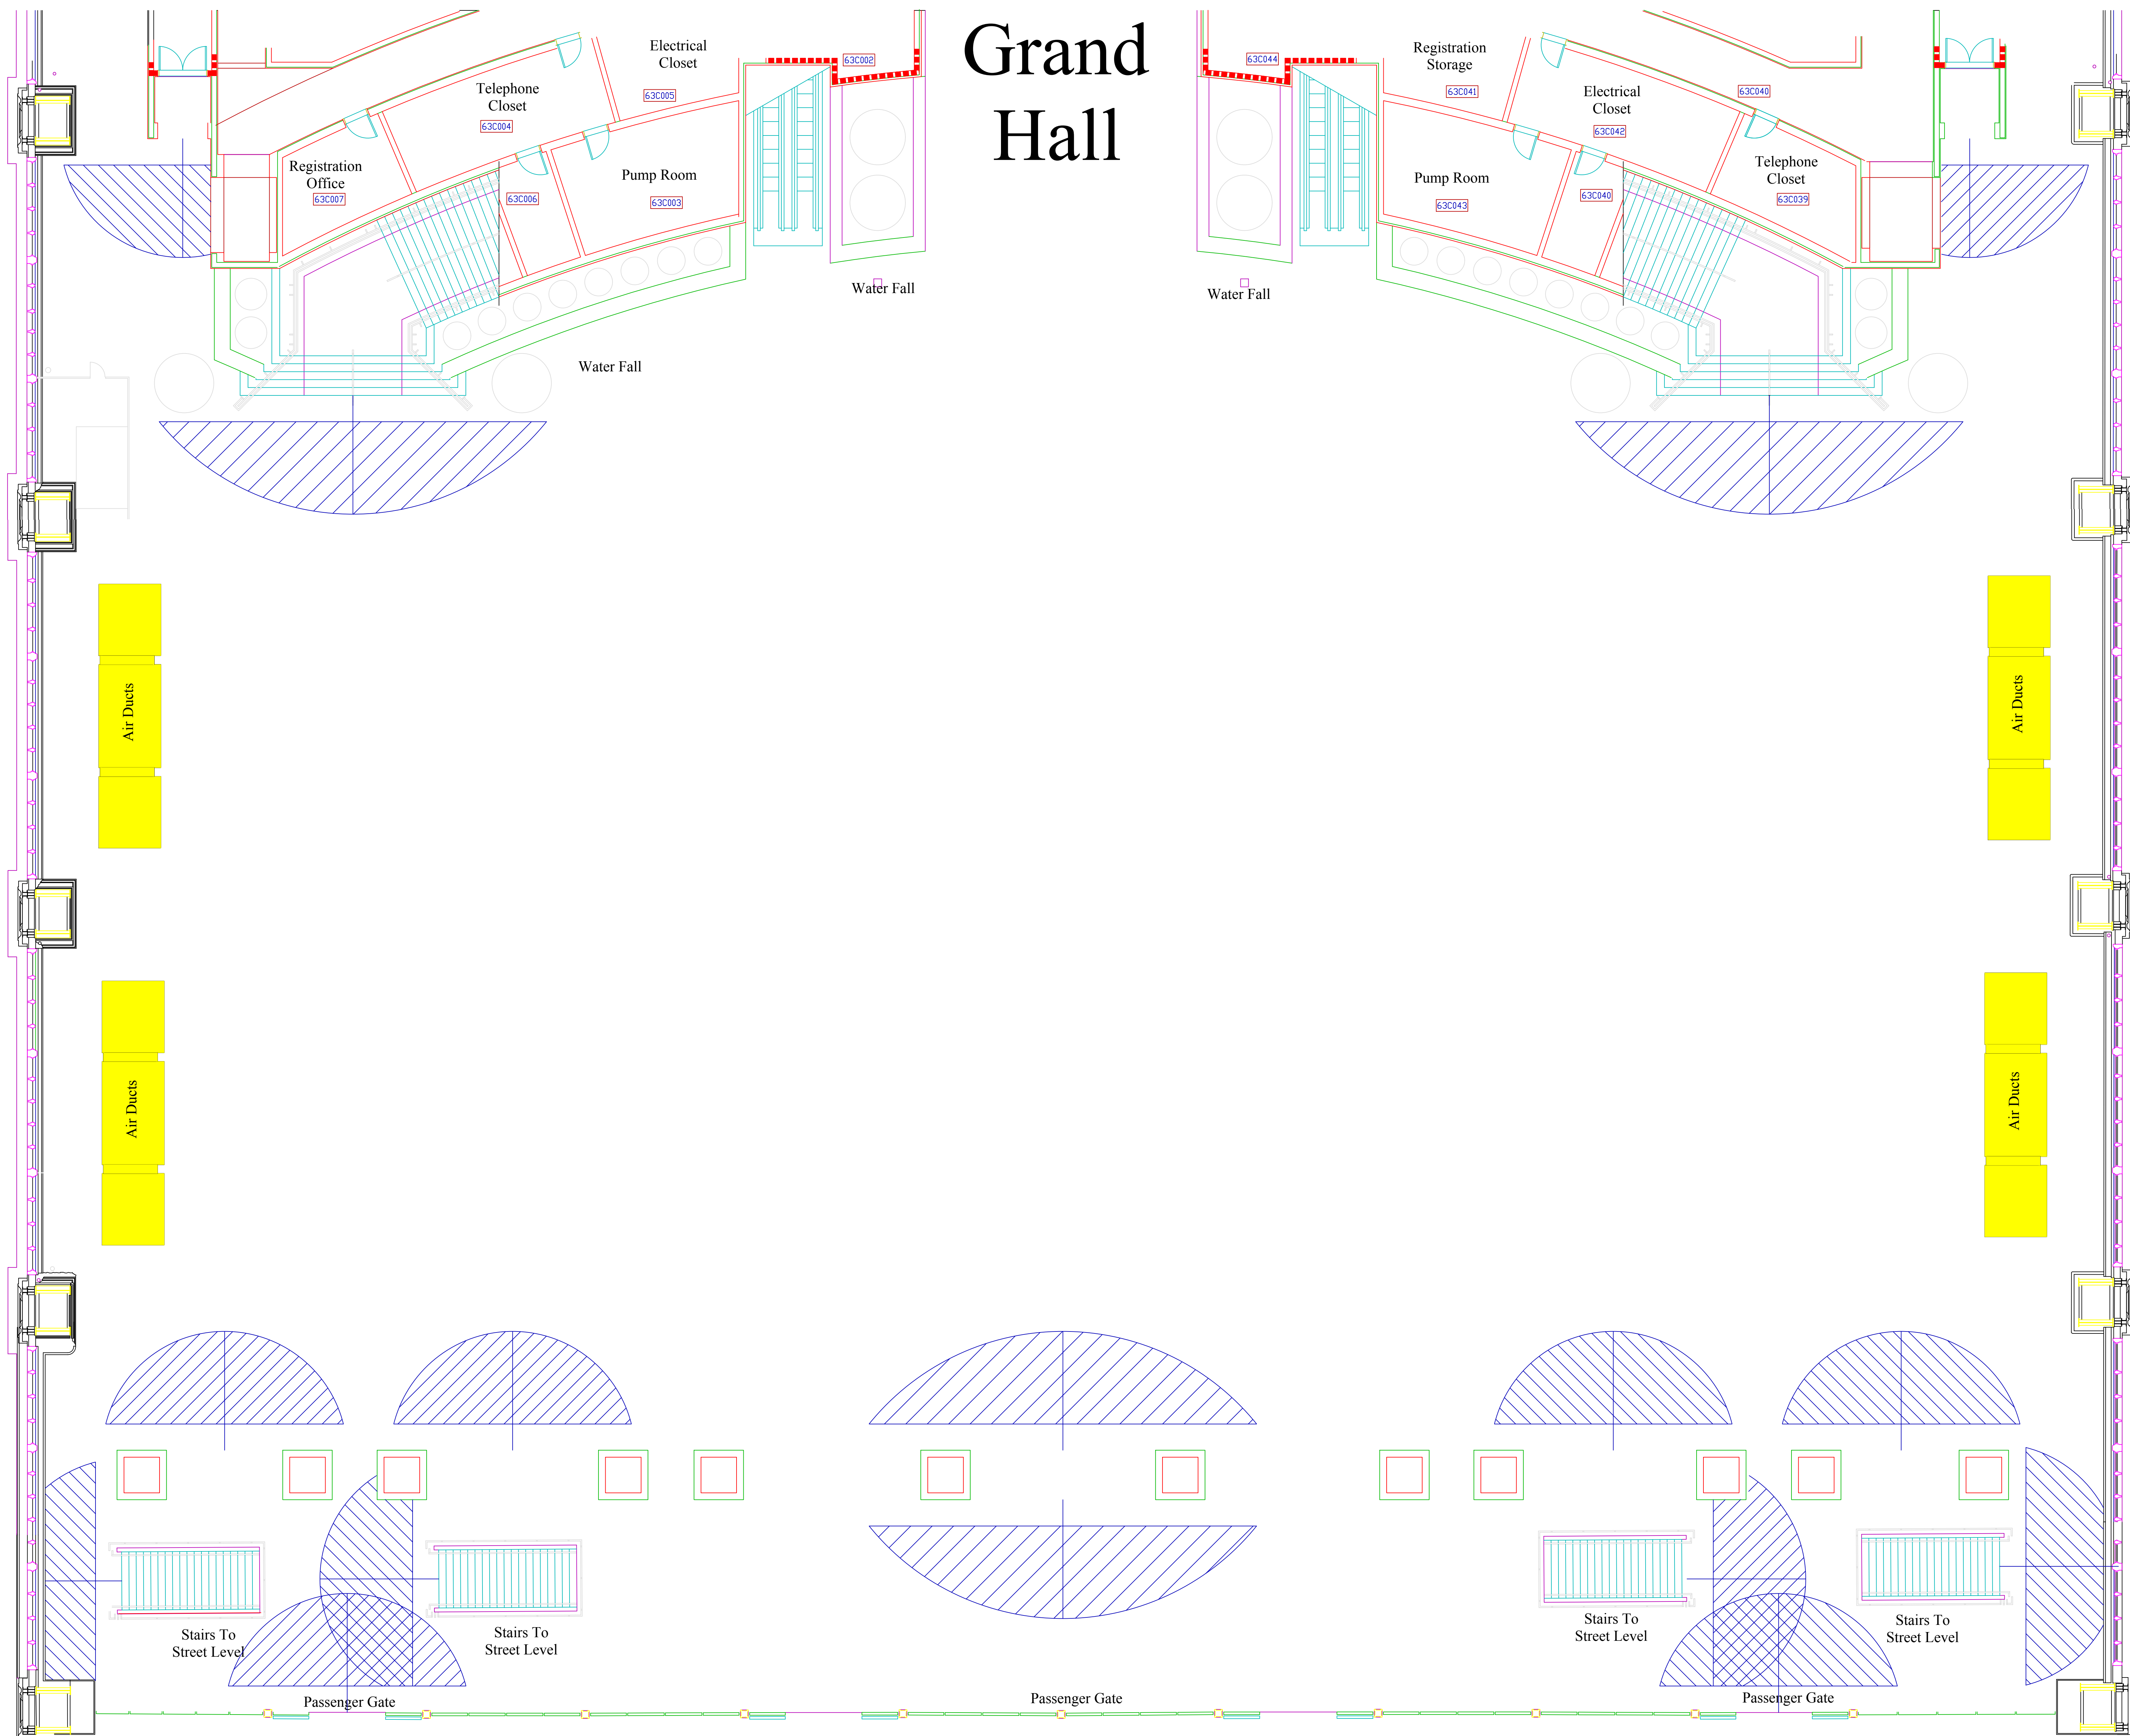 Grand
Hall
Electrical
Closet
63C005
63C002
Telephone
Closet
63C004
Registration
Office
63C007
63C006
Pump Room
63C003
Water Fall
Water Fall
63C044
Registration
Storage
63C041
Electrical
Closet
63C042
63C040
Pump Room
63C043
63C040
Telephone
Closet
63C039
Water Fall
Air Ducts
Air Ducts
Air Ducts
Air Ducts
Stairs To
Street Level
Stairs To
Street Level
Stairs To
Street Level
Stairs To
Street Level
Passenger Gate
Passenger Gate
Passenger Gate